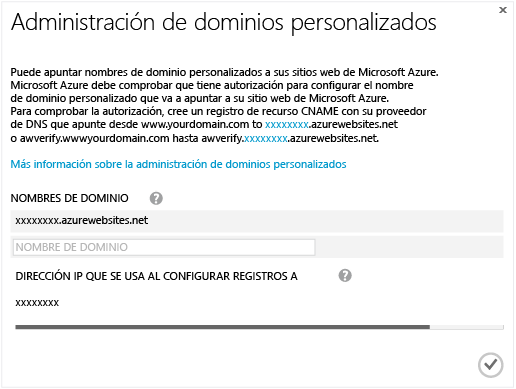 Administración de dominios personalizados
Puede apuntar nombres de dominio personalizados a sus sitios web de Microsoft Azure.
Microsoft Azure debe comprobar que tiene autorización para configurar el nombre
de dominio personalizado que va a apuntar a su sitio web de Microsoft Azure.
Para comprobar la autorización, cree un registro de recurso CNAME con su proveedor
de DNS que apunte desde www.yourdomain.com to xxxxxxxx.azurewebsites.net
o awverify.wwwyourdomain.com hasta awverify.xxxxxxxx.azurewebsites.net.
Más información sobre la administración de dominios personalizados
NOMBRES DE DOMINIO ?
xxxxxxxx.azurewebsites.net
NOMBRE DE DOMINIO
DIRECCIÓN IP QUE SE USA AL CONFIGURAR REGISTROS A ?
xxxxxxxx